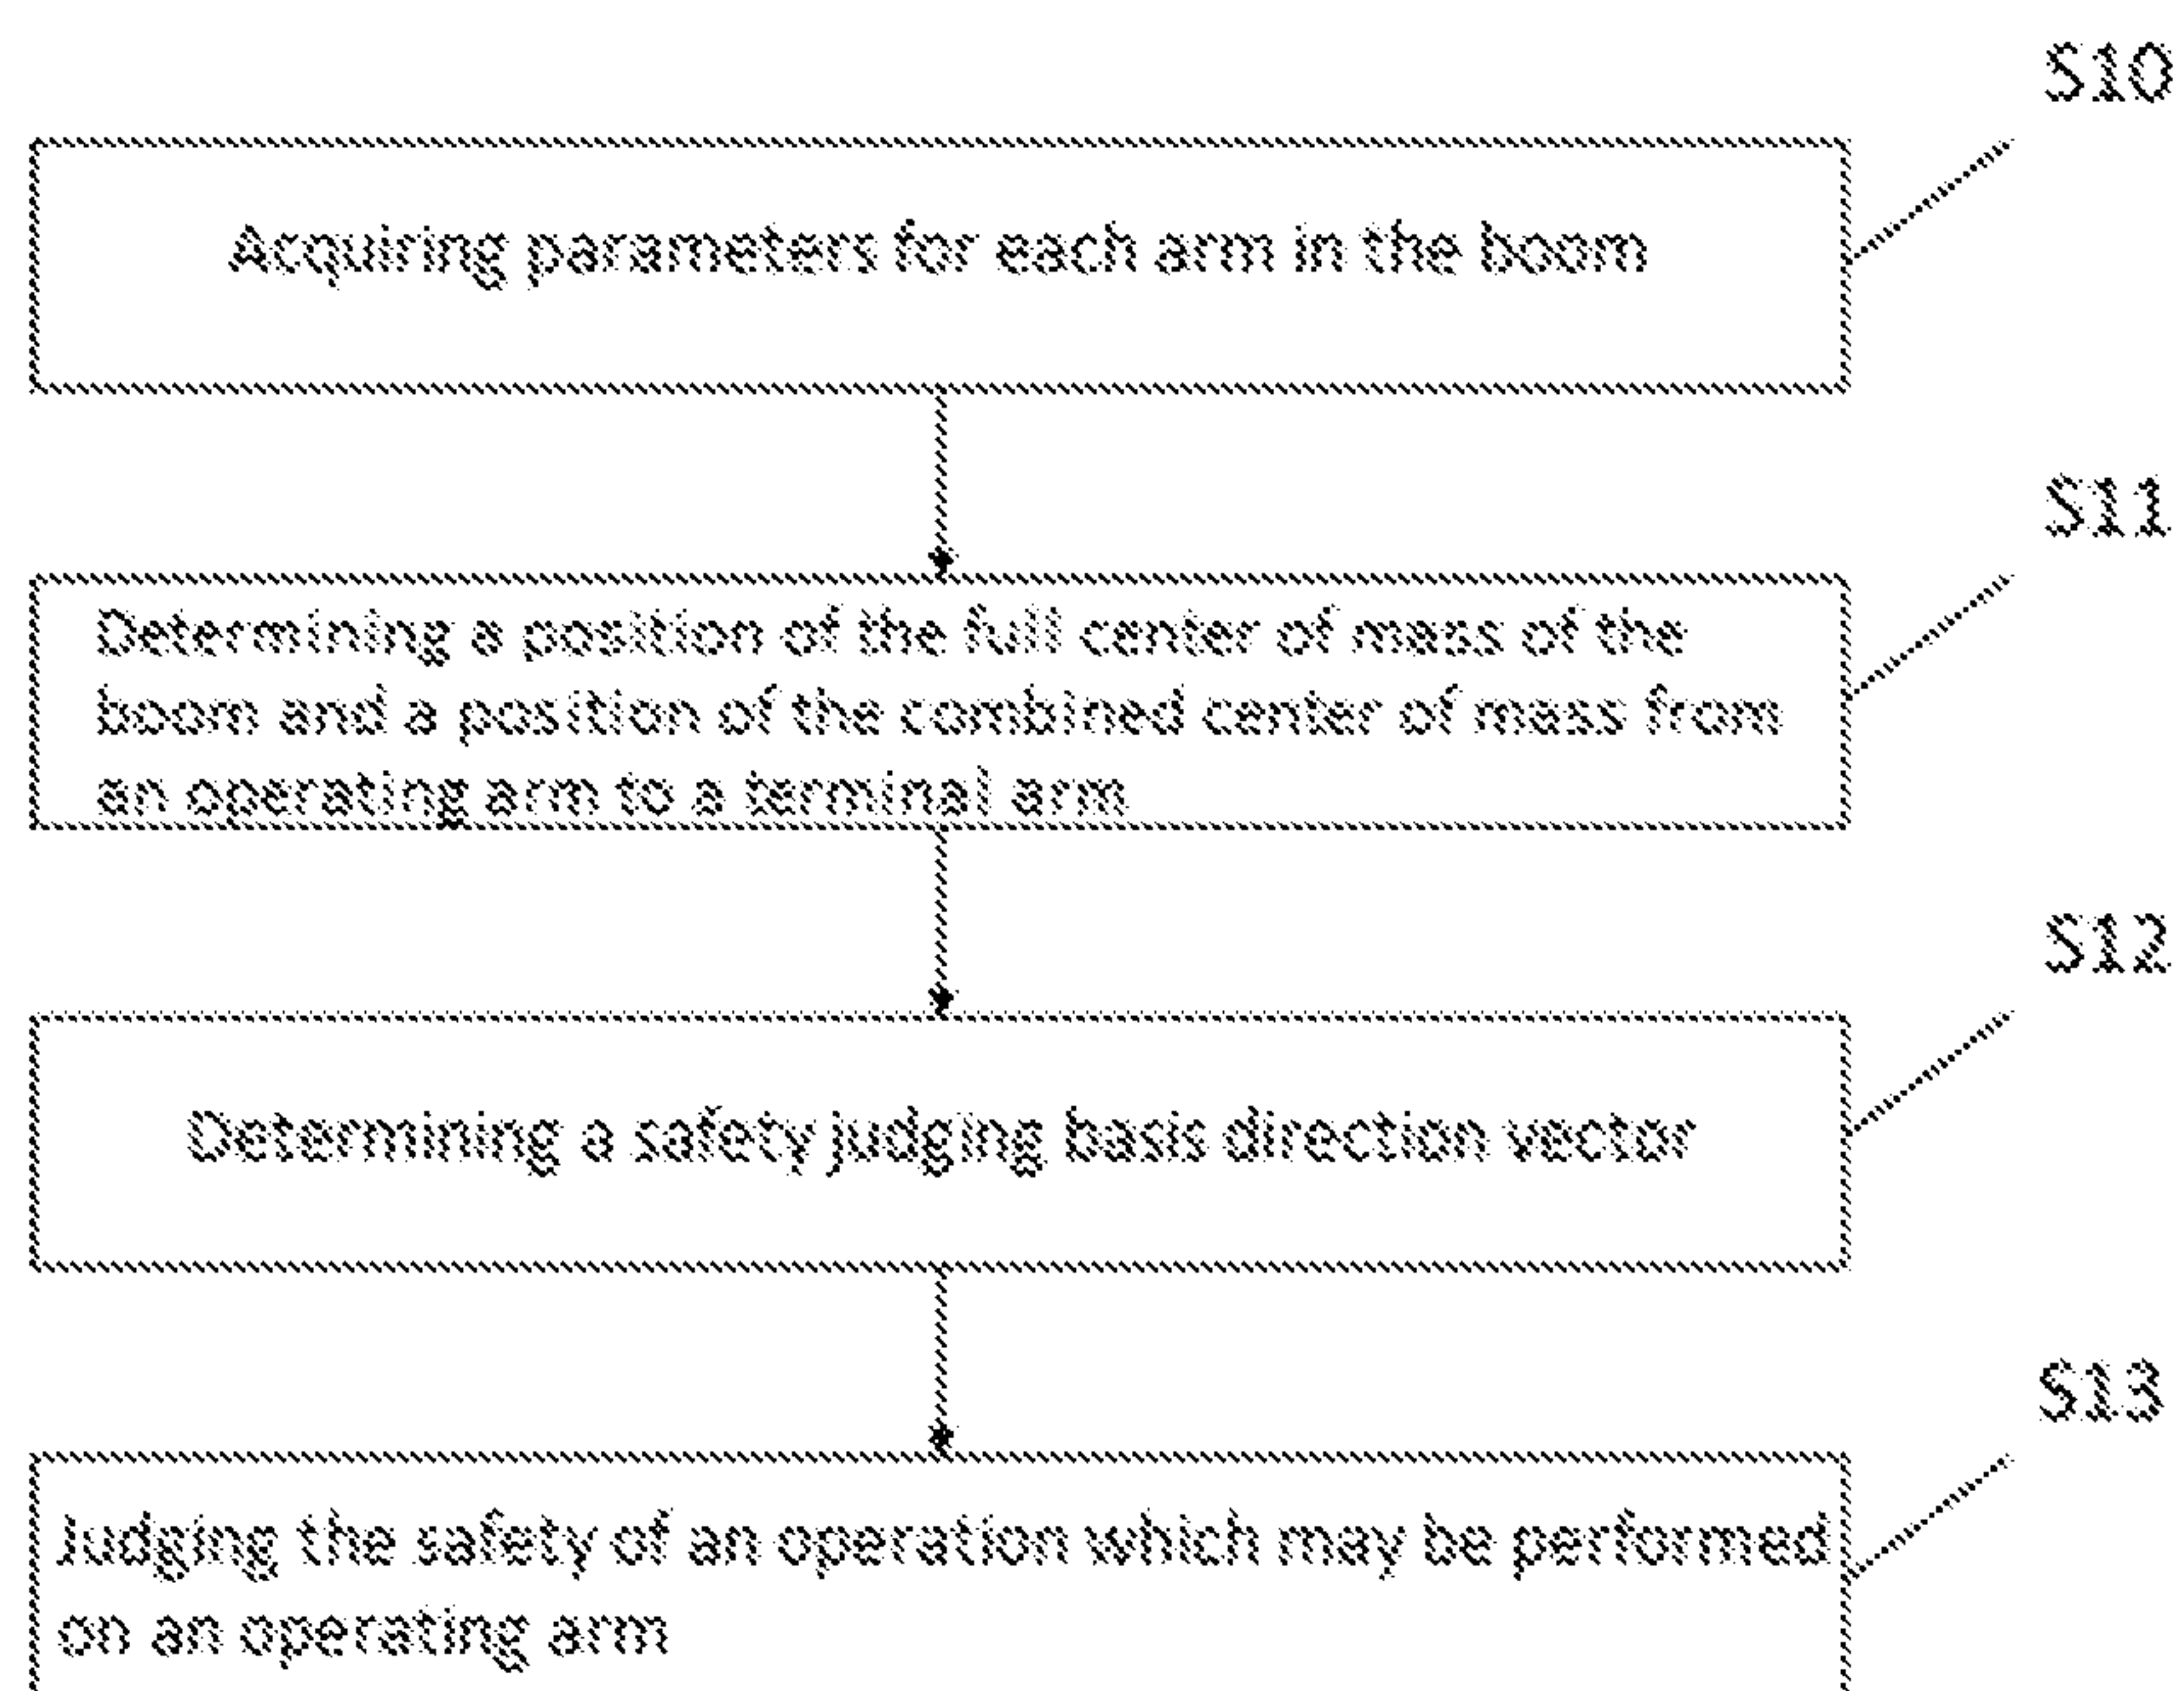 S10
Acquiring parameters for each arm in the boom
S11
Determining a position of the full center of mass of the
boom and a position of the combined center of mass from
an operating arm to a terminal arm
S12
Determining a safety judging basis direction vector
S13
Judging the safety of an operation which may be performed
on an operating arm